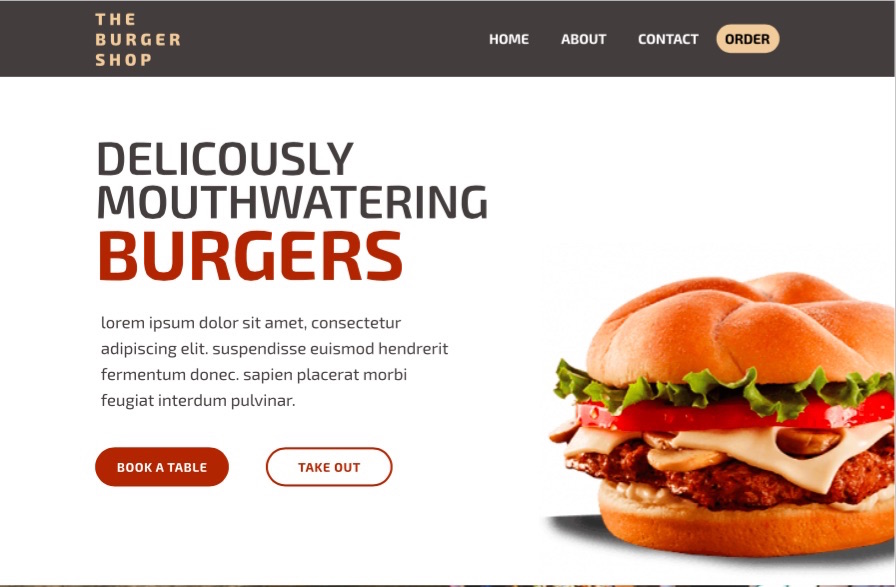 THE
BURGER
SHOP
HOME ABOUT CONTACT ORDER
DELICOUSLY
MOUTHWATERING
BURGERS
lorem ipsum dolor sit amet, consectetur
adipiscing elit. suspendisse euismod hendrerit
fermentum donec. sapien placerat morbi
feugiat interdum pulvinar.
BOOK A TABLE TAKE OUT